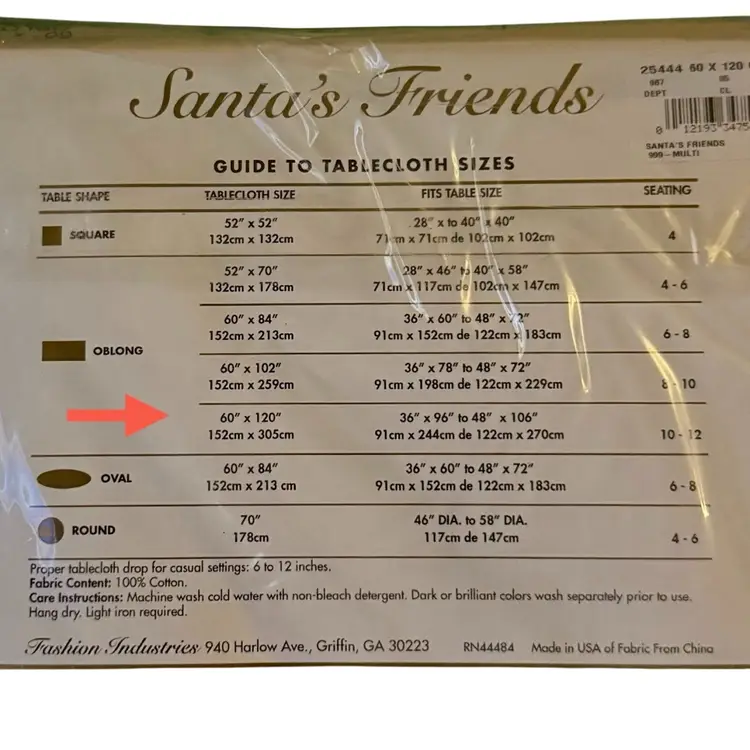 Santa's Friends
25444 60 X 120
987
DEPT CL
0 12193 3475
SANTA'S FRIENDS
999-MULTI
GUIDE TO TABLECLOTH SIZES
TABLE SHAPE TABLECLOTH SIZE FITS TABLE SIZE SEATING
SQUARE 52" x 52" 28" x to 40" x 40"
132cm x 132cm 71cm x 71cm de 102cm x 102cm 4
52" x 70" 28" x 46" to 40" x 58"
132cm x 178cm 71cm x 117cm de 102cm x 147cm 4-6
60" x 84" 36" x 60" to 48" x 72"
152cm x 213cm 91cm x 152cm de 122cm x 183cm 6-8
OBLONG
60" x 102" 36" x 78" to 48" x 72"
152cm x 259cm 91cm x 198cm de 122cm x 229cm 8-10
60" x 120" 36" x 96" to 48" x 106"
152cm x 305cm 91cm x 244cm de 122cm x 270cm 10-12
OVAL 60" x 84" 36" x 60" to 48" x 72"
152cm x 213 cm 91cm x 152cm de 122cm x 183cm 6-8
ROUND 70" 46" DIA. to 58" DIA.
178cm 117cm de 147cm 4-6
Proper tablecloth drop for casual settings: 6 to 12 inches.
Fabric Content: 100% Cotton.
Care Instructions: Machine wash cold water with non-bleach detergent. Dark or brilliant colors wash separately prior to use.
Hang dry. Light iron required.
Fashion Industries 940 Harlow Ave., Griffin, GA 30223 RN44484 Made in USA of Fabric From China